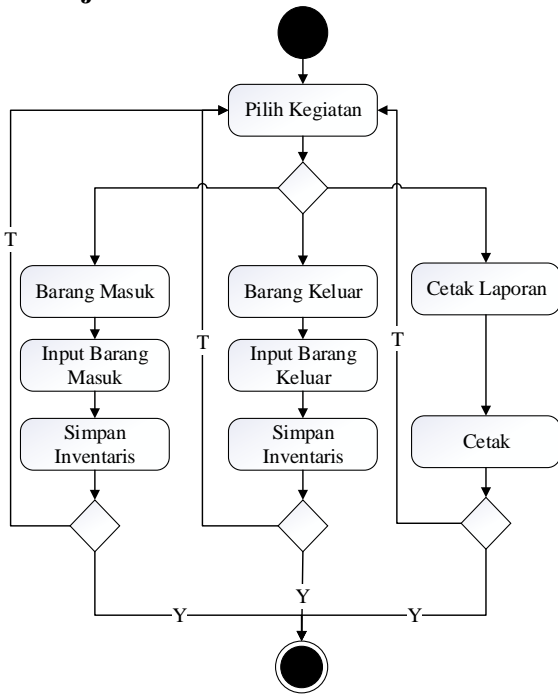 Pilih Kegiatan
T
Barang Masuk
Barang Keluar
Cetak Laporan
T
T
Input Barang
Masuk
Input Barang
Keluar
Simpan
Inventaris
Simpan
Inventaris
Cetak
Y
Y
Y